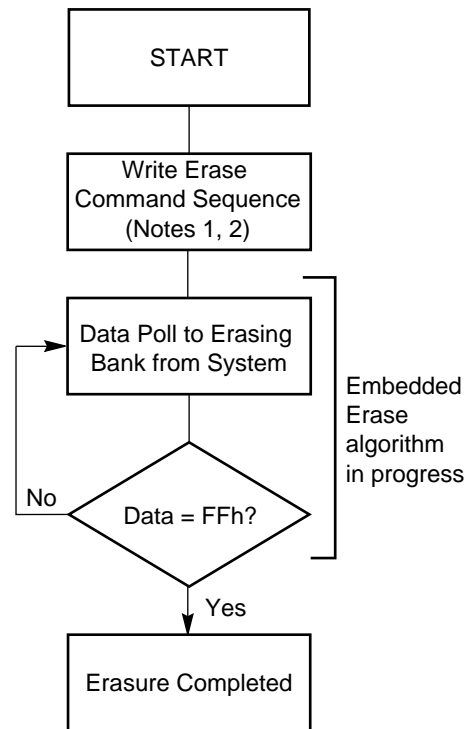 START
Write Erase
Command Sequence
(Notes 1, 2)
Data Poll to Erasing
Bank from System
Embedded
Erase
algorithm
in progress
No
Data = FFh?
Yes
Erasure Completed